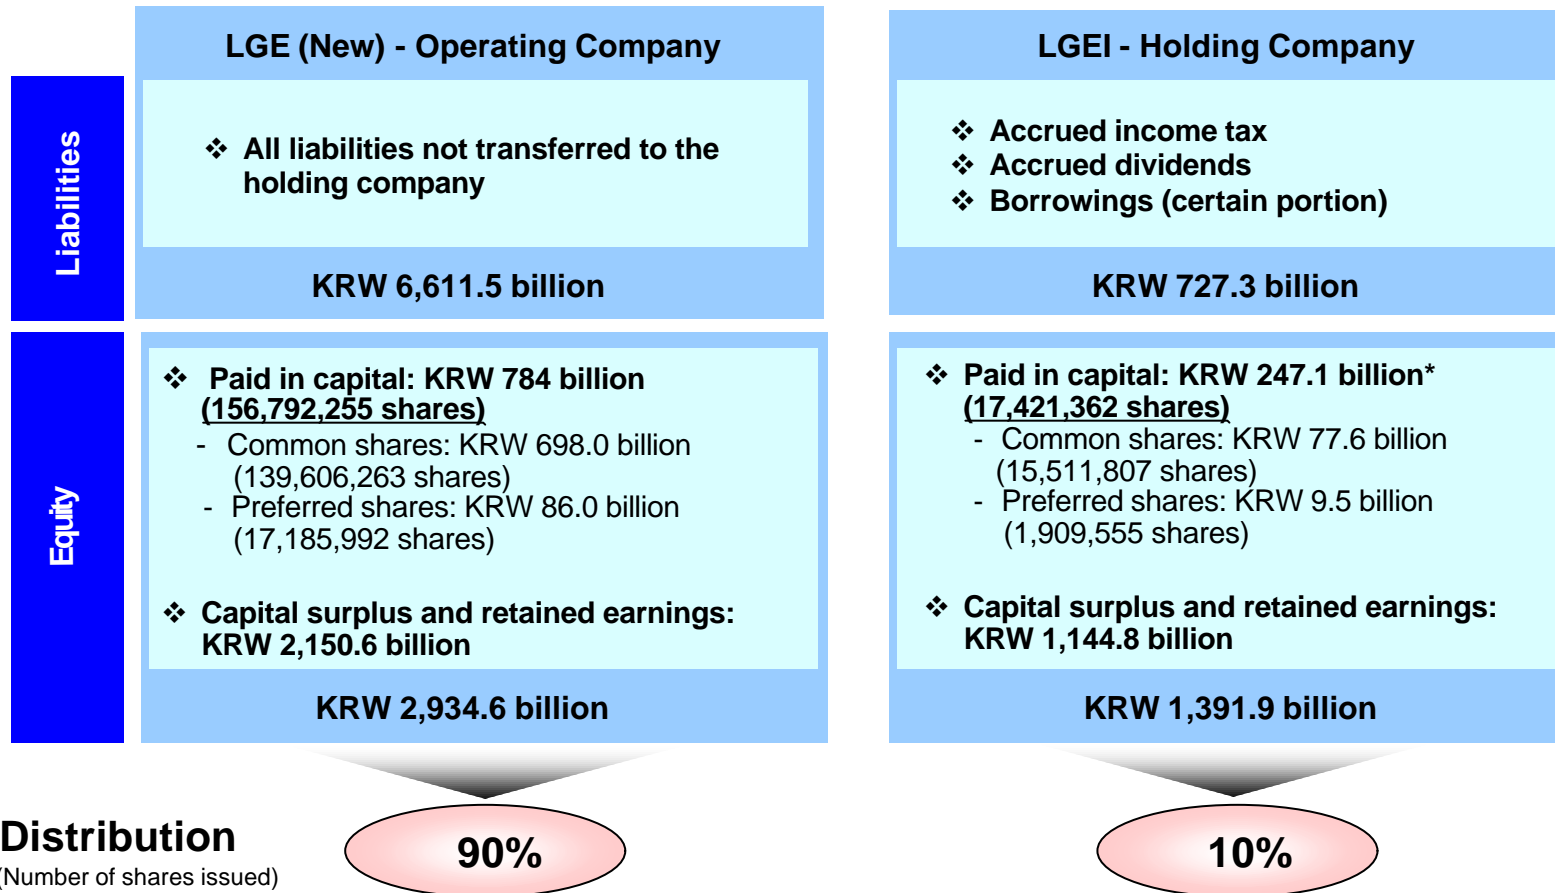 LGE (New) - Operating Company
LGEI - Holding Company
Liabilities
❖ All liabilities not transferred to the
holding company
KRW 6,611.5 billion
❖ Accrued income tax
❖ Accrued dividends
❖ Borrowings (certain portion)
KRW 727.3 billion
Equity
❖ Paid in capital: KRW 784 billion
(156,792,255 shares)
- Common shares: KRW 698.0 billion
(139,606,263 shares)
- Preferred shares: KRW 86.0 billion
(17,185,992 shares)
❖ Capital surplus and retained earnings:
KRW 2,150.6 billion
KRW 2,934.6 billion
❖ Paid in capital: KRW 247.1 billion*
(17,421,362 shares)
- Common shares: KRW 77.6 billion
(15,511,807 shares)
- Preferred shares: KRW 9.5 billion
(1,909,555 shares)
❖ Capital surplus and retained earnings:
KRW 1,144.8 billion
KRW 1,391.9 billion
Distribution
(Number of shares issued)
90%
10%